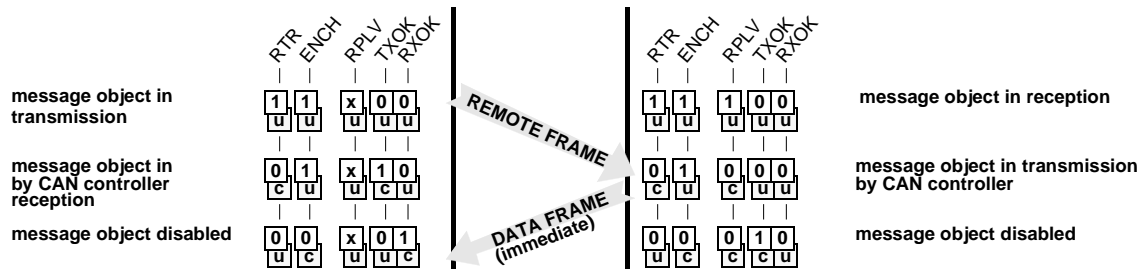 RTR ENCH RPLV TXOK RXOK
RTR ENCH RPLV TXOK RXOK
message object in
transmission
1 1 x 0 0
u u u u u
REMOTE FRAME
1 1 1 0 0
u u u u u
message object in reception
message object in
by CAN controller
reception
0 1 x 1 0
c u u c u
0 1 0 0 0
c u c u u
message object in transmission
by CAN controller
DATA FRAME
(immediate)
message object disabled
0 0 x 0 1
u c u u c
0 0 0 1 0
u c c c u
message object disabled